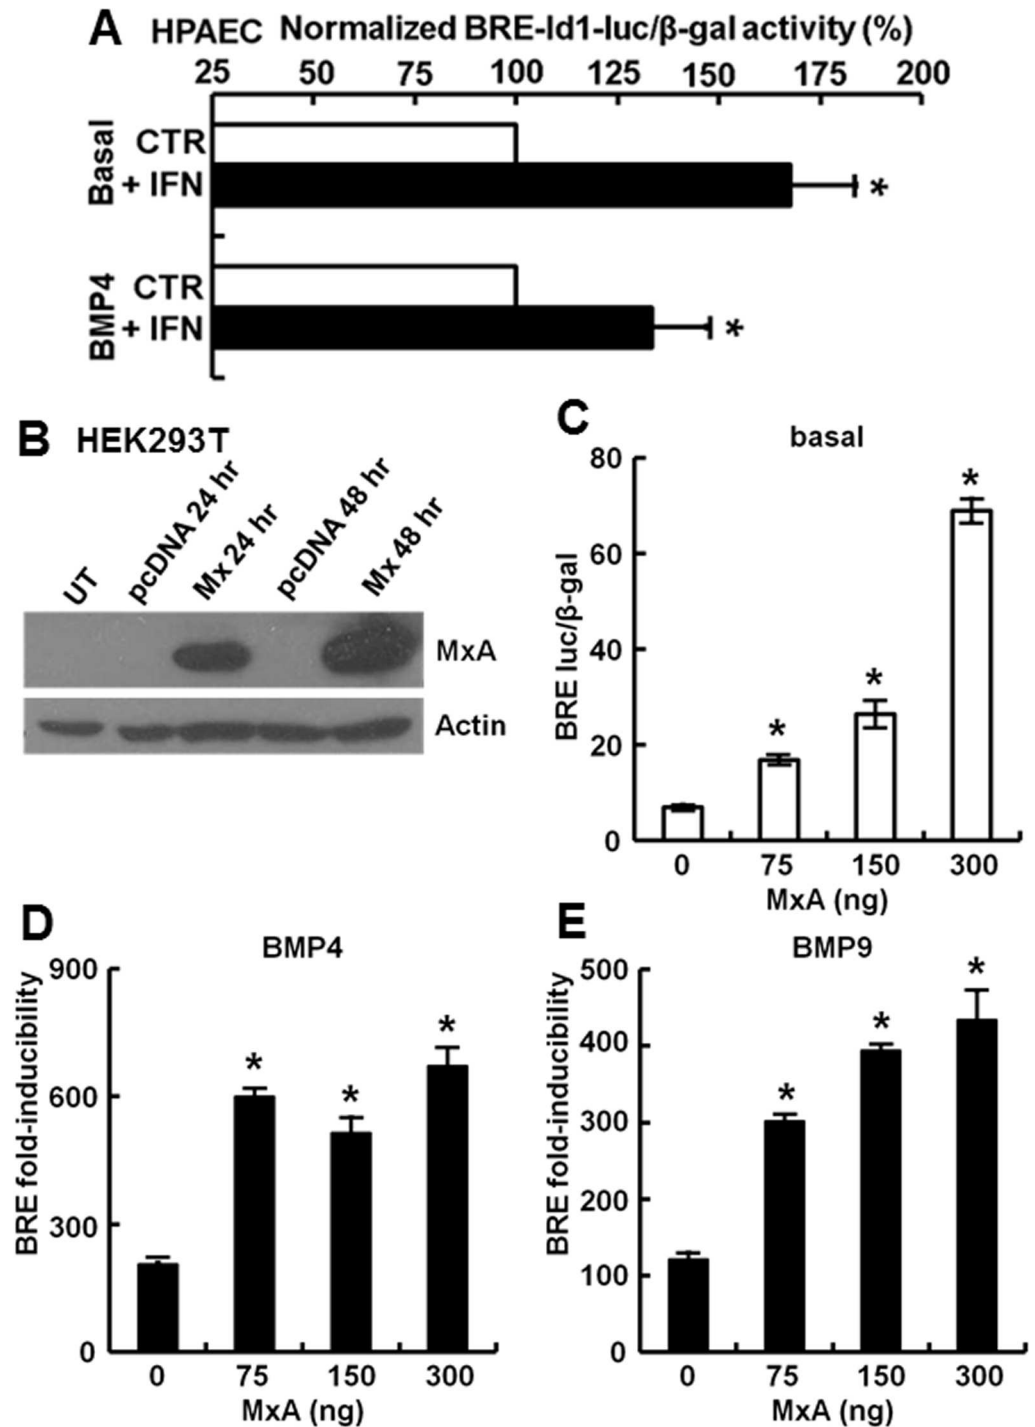 A HPAEC Normalized BRE-Id1-luc/β-gal activity (%)
25 50 75 100 125 150 175 200
Basal
CTR
+ IFN *
BMP4
CTR
+ IFN *
B HEK293T
UT pcDNA 24 hr Mx 24 hr pcDNA 48 hr Mx 48 hr
MxA
Actin
C
basal
BRE luc/β-gal
80
60
40
20
0
* * *
0 75 150 300
MxA (ng)
D
BMP4
BRE fold-inducibility
900
600
300
0
* * *
0 75 150 300
MxA (ng)
E
BMP9
BRE fold-inducibility
500
400
300
200
100
0
* * *
0 75 150 300
MxA (ng)